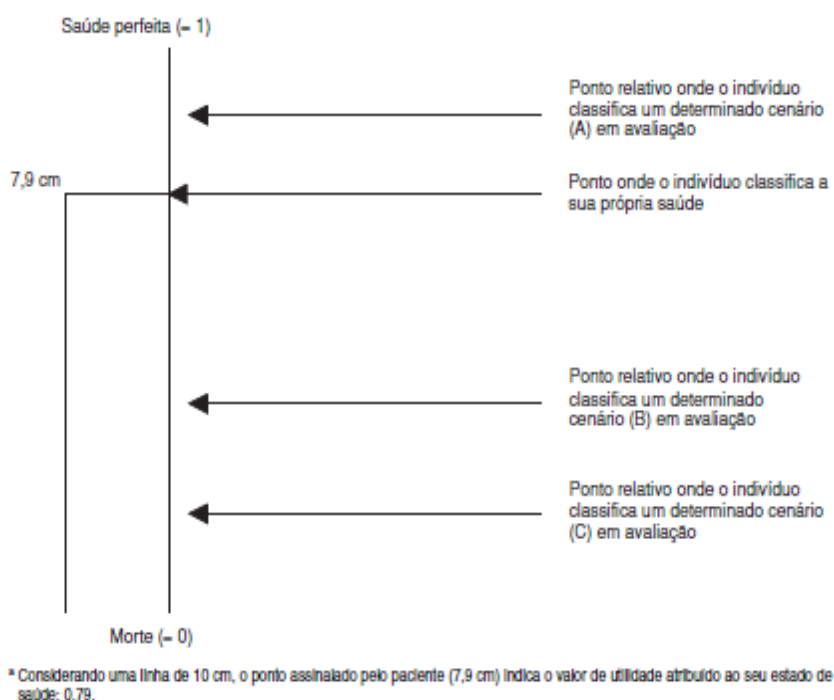 Saúde perfeita (= 1)
Ponto relativo onde o indivíduo
classifica um determinado cenário
(A) em avaliação
7,9 cm
Ponto onde o indivíduo classifica a
sua própria saúde
Ponto relativo onde o indivíduo
classifica um determinado
cenário (B) em avaliação
Ponto relativo onde o indivíduo
classifica um determinado cenário
(C) em avaliação
Morte (= 0)
ª Considerando uma linha de 10 cm, o ponto assinalado pelo paciente (7,9 cm) indica o valor de utilidade atribuído ao seu estado de
saúde: 0,79.